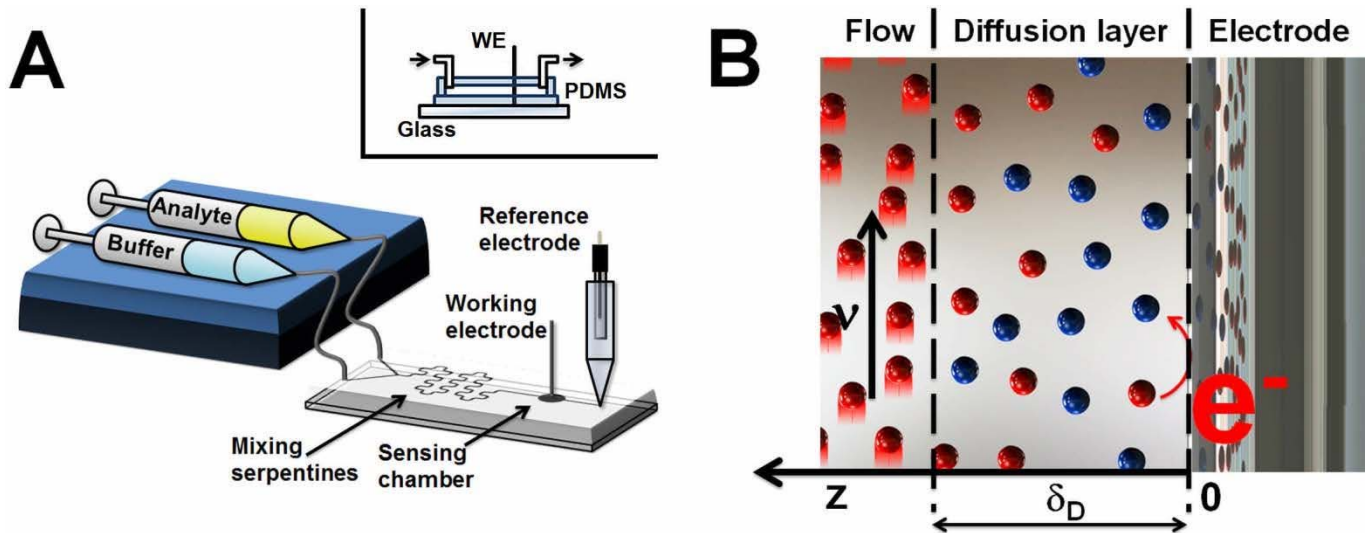 A
WE
PDMS
Glass
Analyte
Buffer
Reference
electrode
Working
electrode
Mixing
serpentines
Sensing
chamber
B
Flow
Diffusion layer
Electrode
ν
e-
z
δD
0